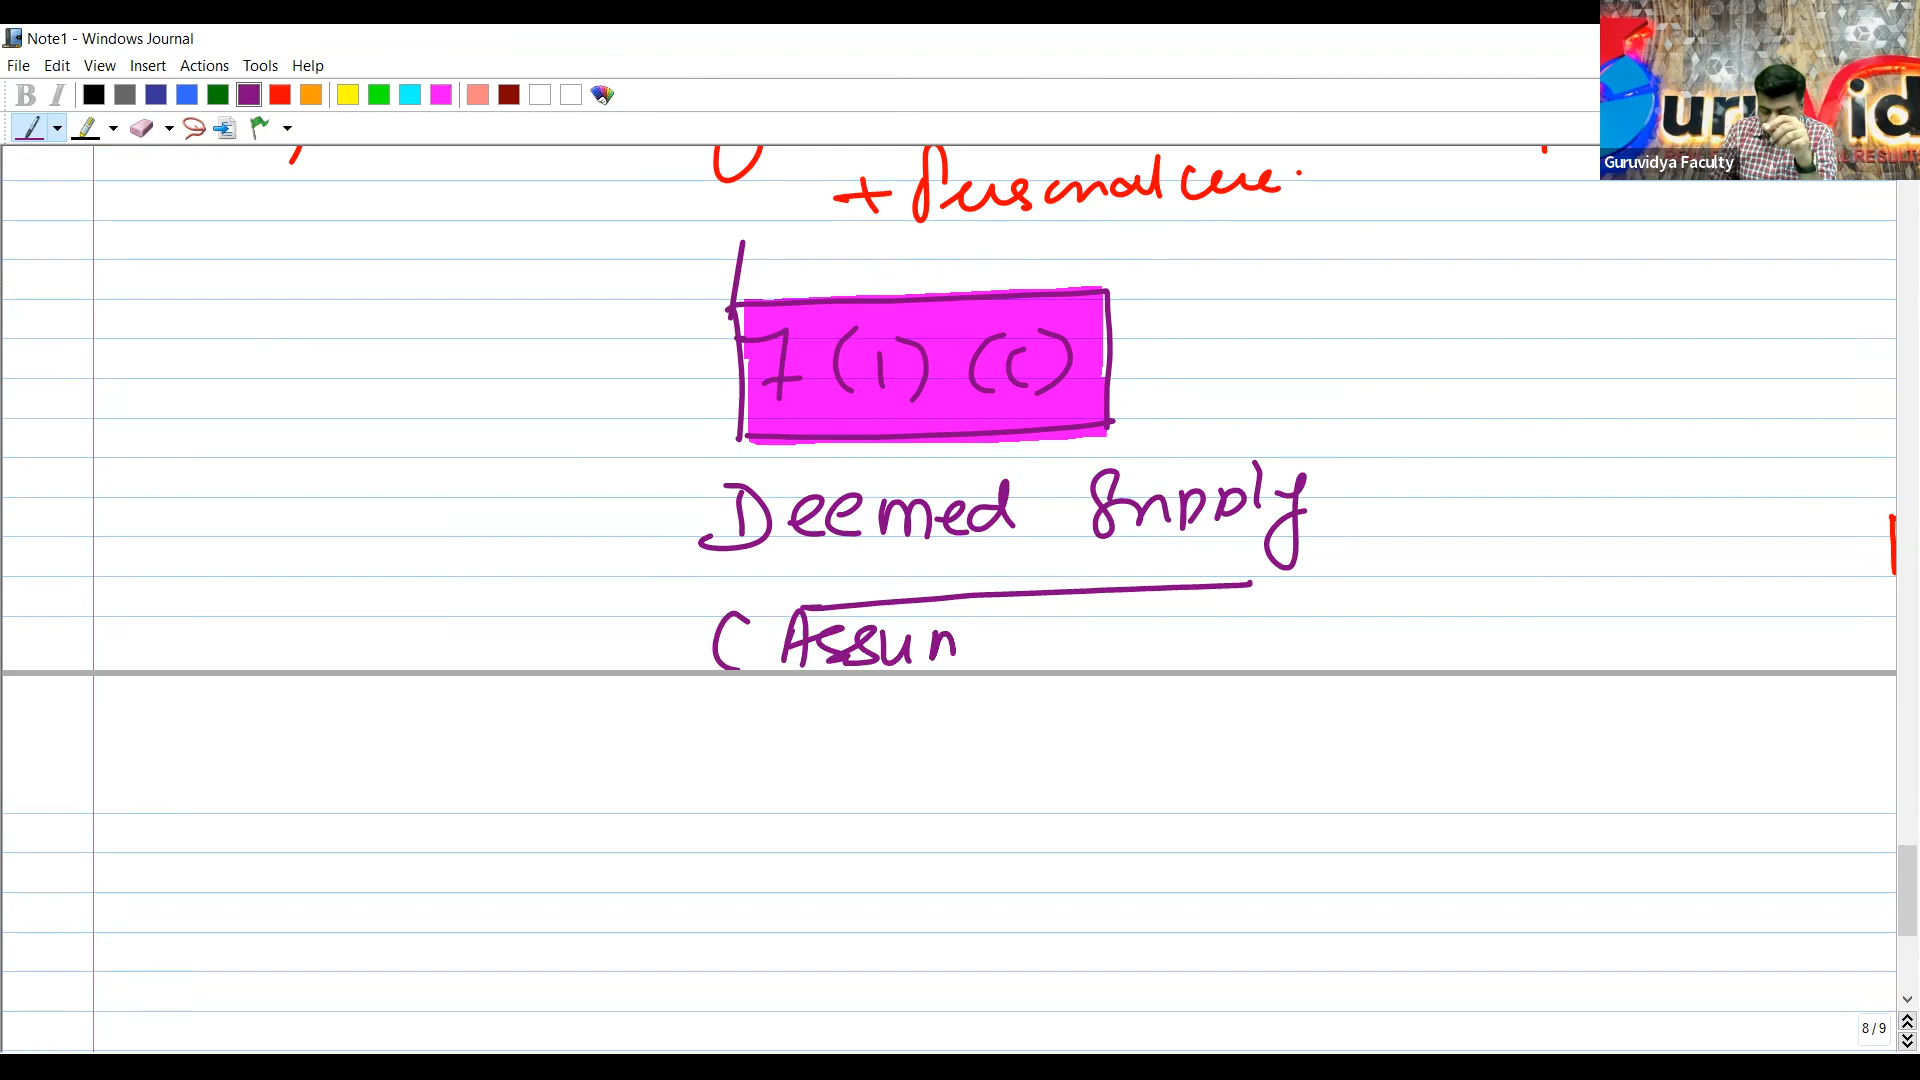 Note1 - Windows Journal
File Edit View Insert Actions Tools Help
B I
Guruvidya Faculty
+ Personal use.
7 (1) (c)
Deemed Supply
( Assum
8 / 9